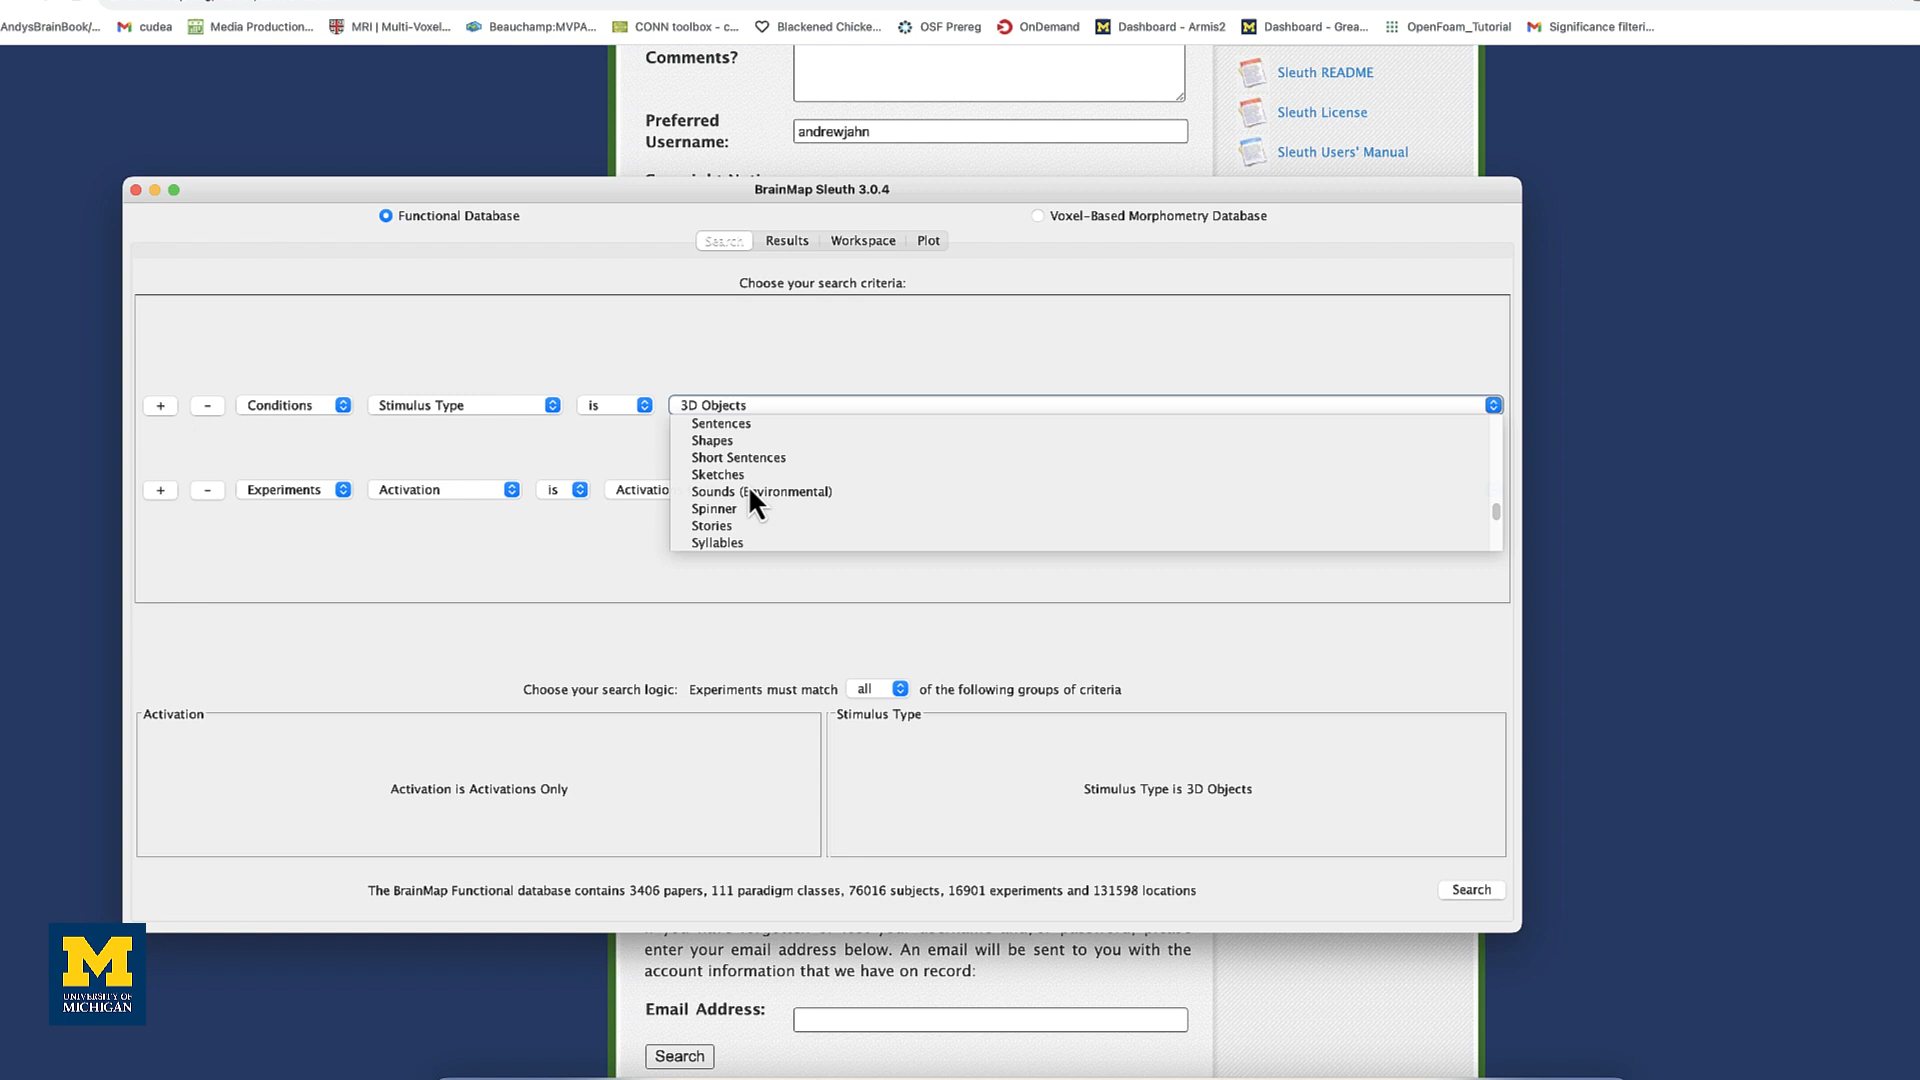 AndysBrainBook/... cudea Media Production... MRI | Multi-Voxel... Beauchamp:MVPA... CONN toolbox - c... Blackened Chicke... OSF Prereg OnDemand Dashboard - Armis2 Dashboard - Grea... OpenFoam_Tutorial Significance filteri...
Comments?
Sleuth README
Sleuth License
Preferred
Username:
andrewjahn
Sleuth Users' Manual
BrainMap Sleuth 3.0.4
Functional Database
Voxel-Based Morphometry Database
Search Results Workspace Plot
Choose your search criteria:
+ - Conditions Stimulus Type is 3D Objects
Sentences
Shapes
Short Sentences
Sketches
+ - Experiments Activation is
Sounds
Spinner
Stories
Syllables
Choose your search logic: Experiments must match all of the following groups of criteria
Activation
Stimulus Type
Activation is Activations Only
Stimulus Type is 3D Objects
The BrainMap Functional database contains 3406 papers, 111 paradigm classes, 76016 subjects, 16901 experiments and 131598 locations
Search
enter your email address below. An email will be sent to you with the
account information that we have on record:
Email Address:
Search
M
UNIVERSITY OF
MICHIGAN